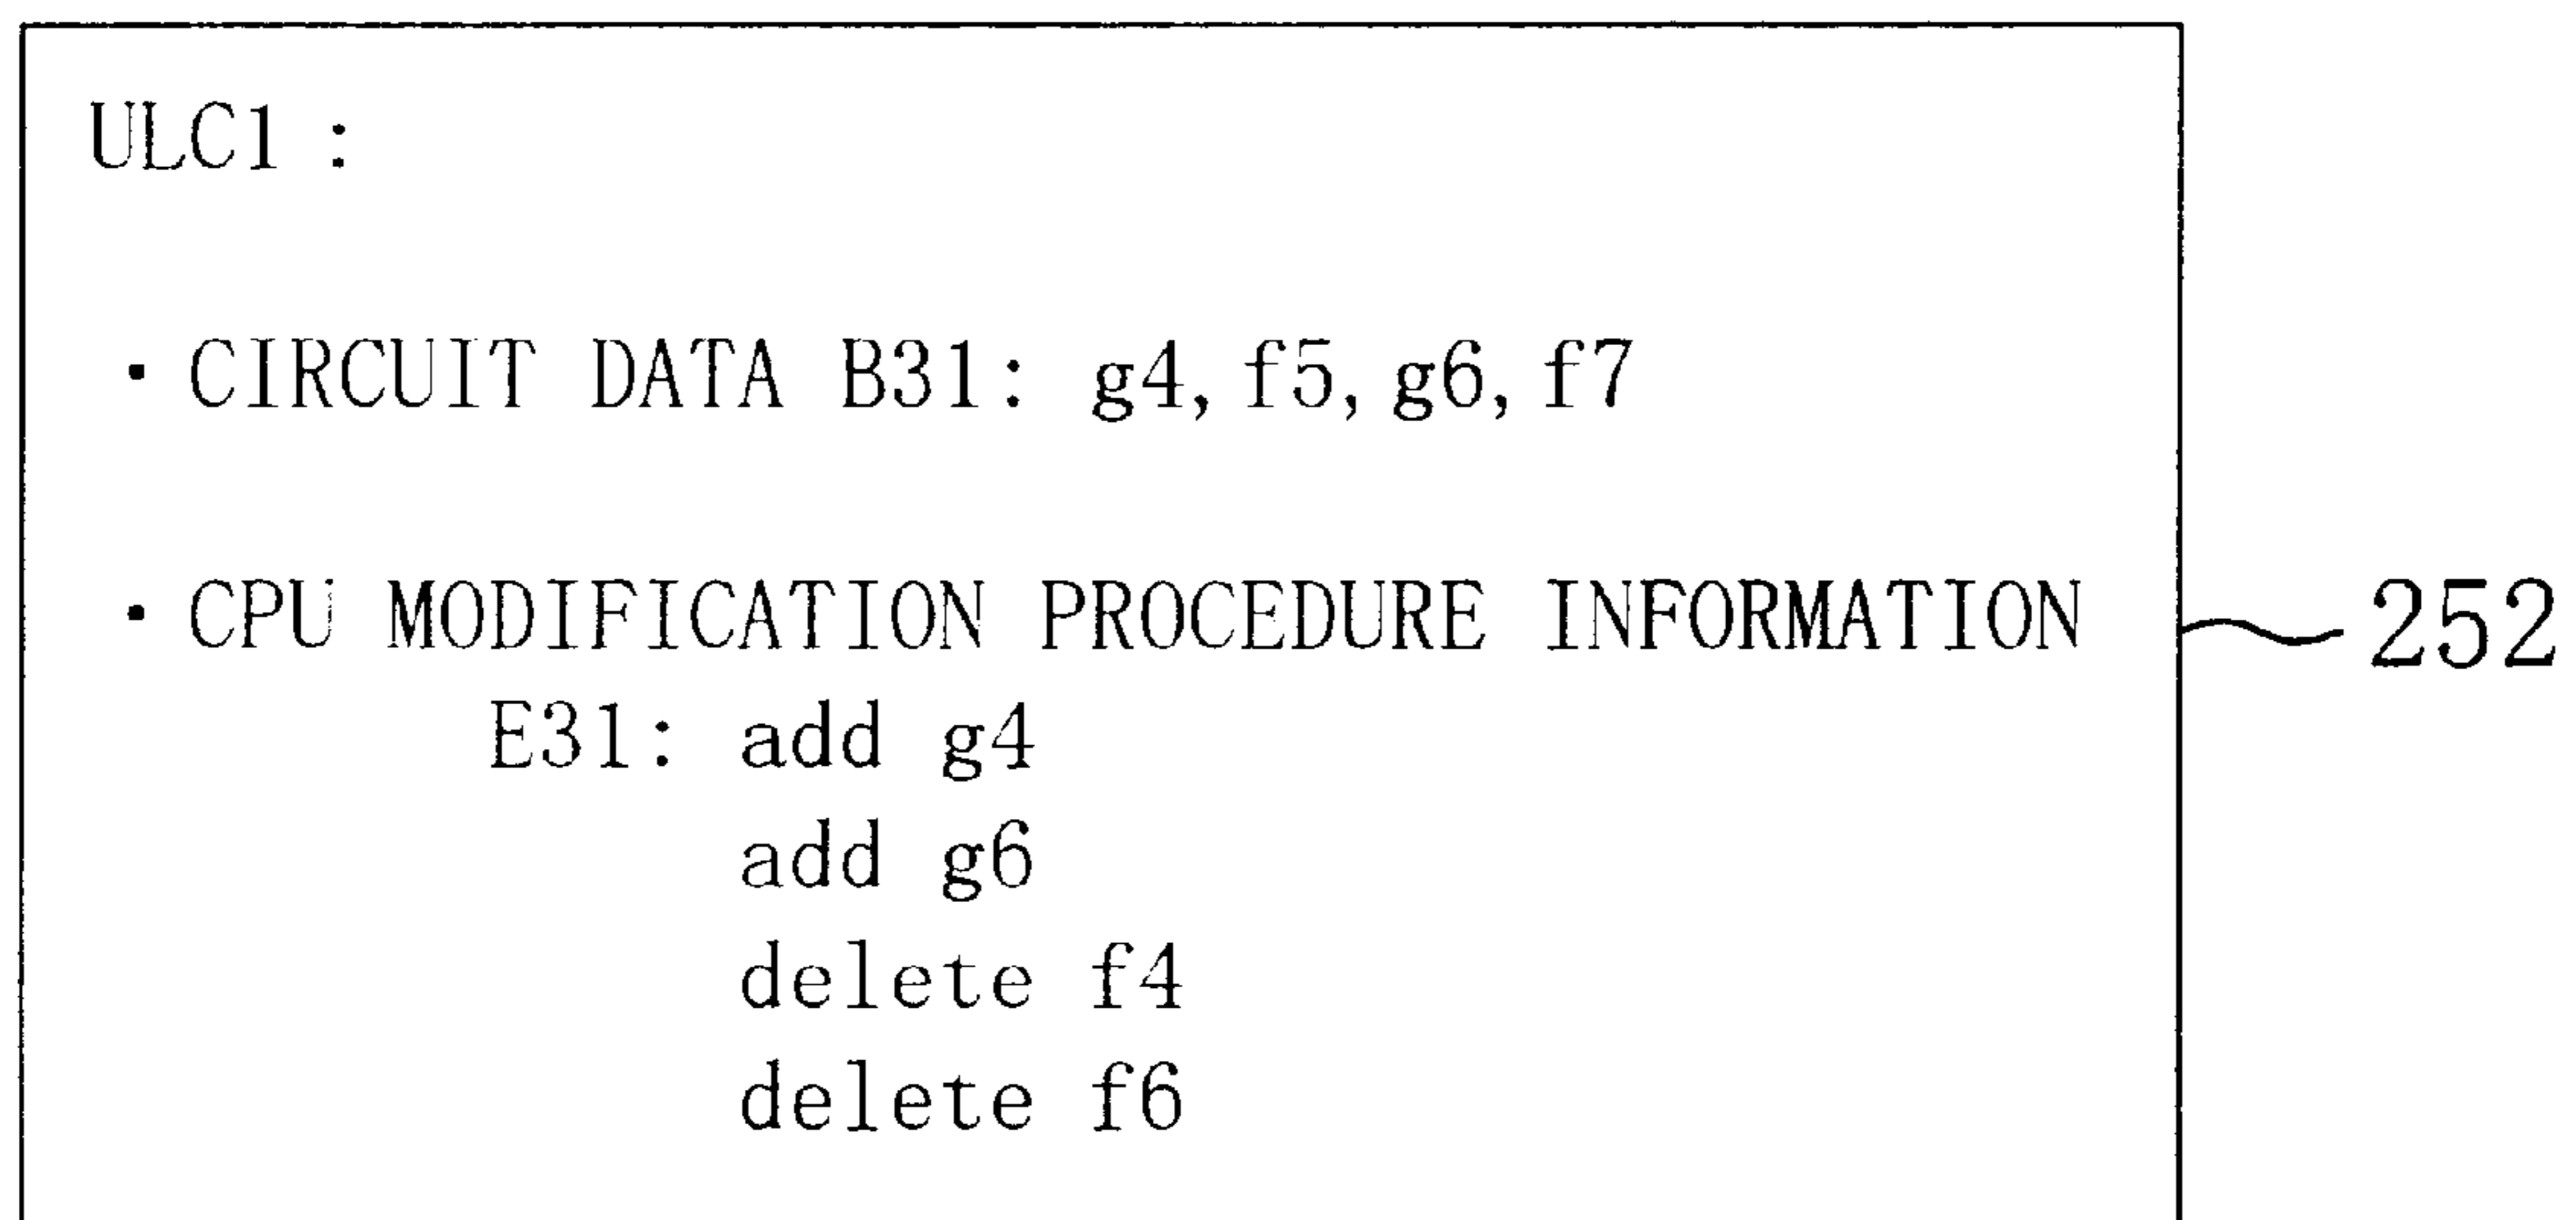 ULC1 :
・CIRCUIT DATA B31: g4, f5, g6, f7
・CPU MODIFICATION PROCEDURE INFORMATION
252
E31: add g4
add g6
delete f4
delete f6